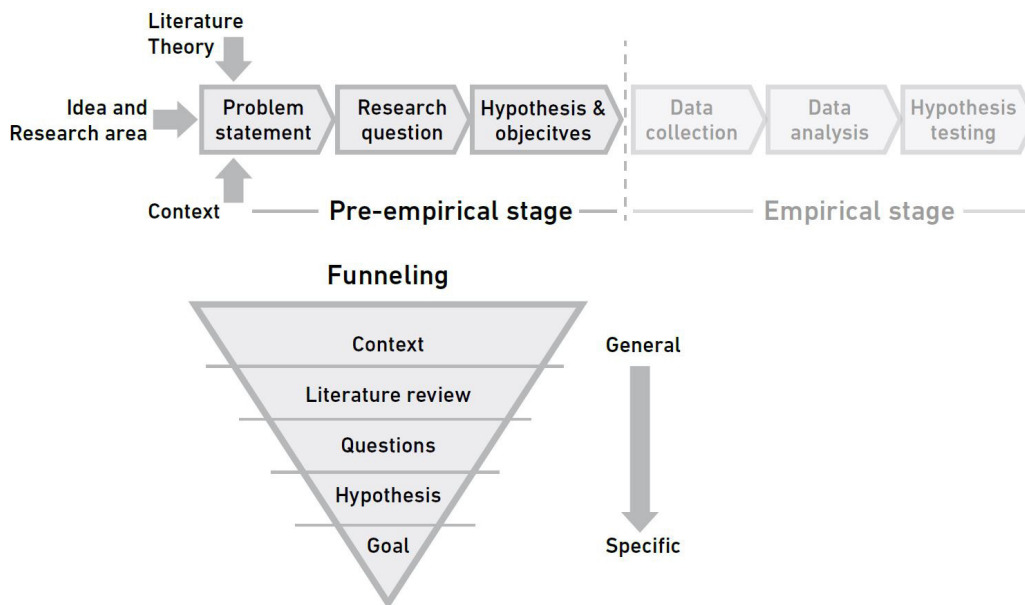 Literature
Theory
Idea and
Research area
Problem
statement
Research
question
Hypothesis &
objecitves
Data
collection
Data
analysis
Hypothesis
testing
Context
Pre-empirical stage
Empirical stage
Funneling
Context
General
Literature review
Questions
Hypothesis
Goal
Specific